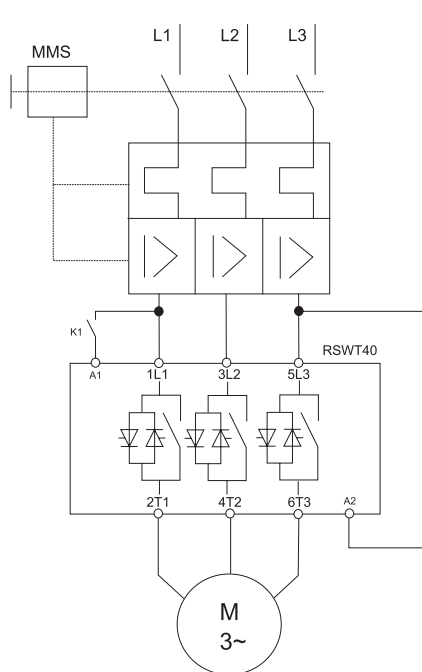 L1 L2 L3
MMS
K1
RSWT40
A1 1L1 3L2 5L3
2T1 4T2 6T3 A2
M
3~